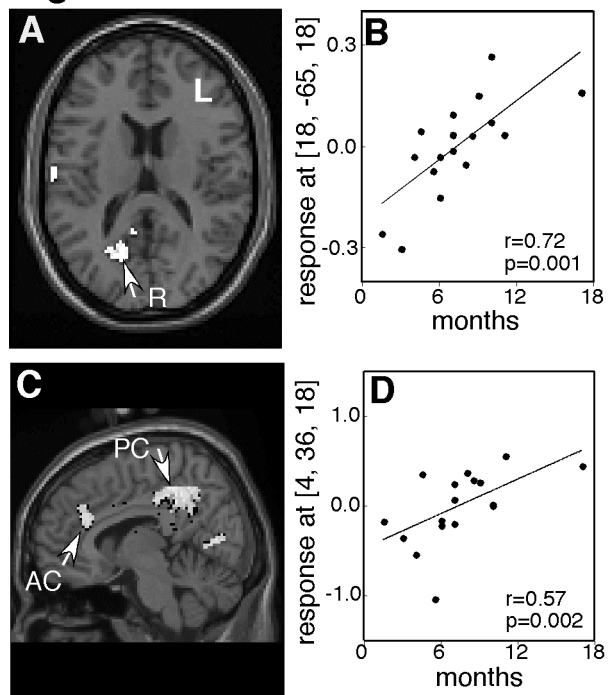 A
L
R
B
response at [18, -65, 18]
0.3
0.0
-0.3
r=0.72
p=0.001
0 6 12 18
months
C
PC
AC
D
response at [4, 36, 18]
1.0
0.0
-1.0
r=0.57
p=0.002
0 6 12 18
months